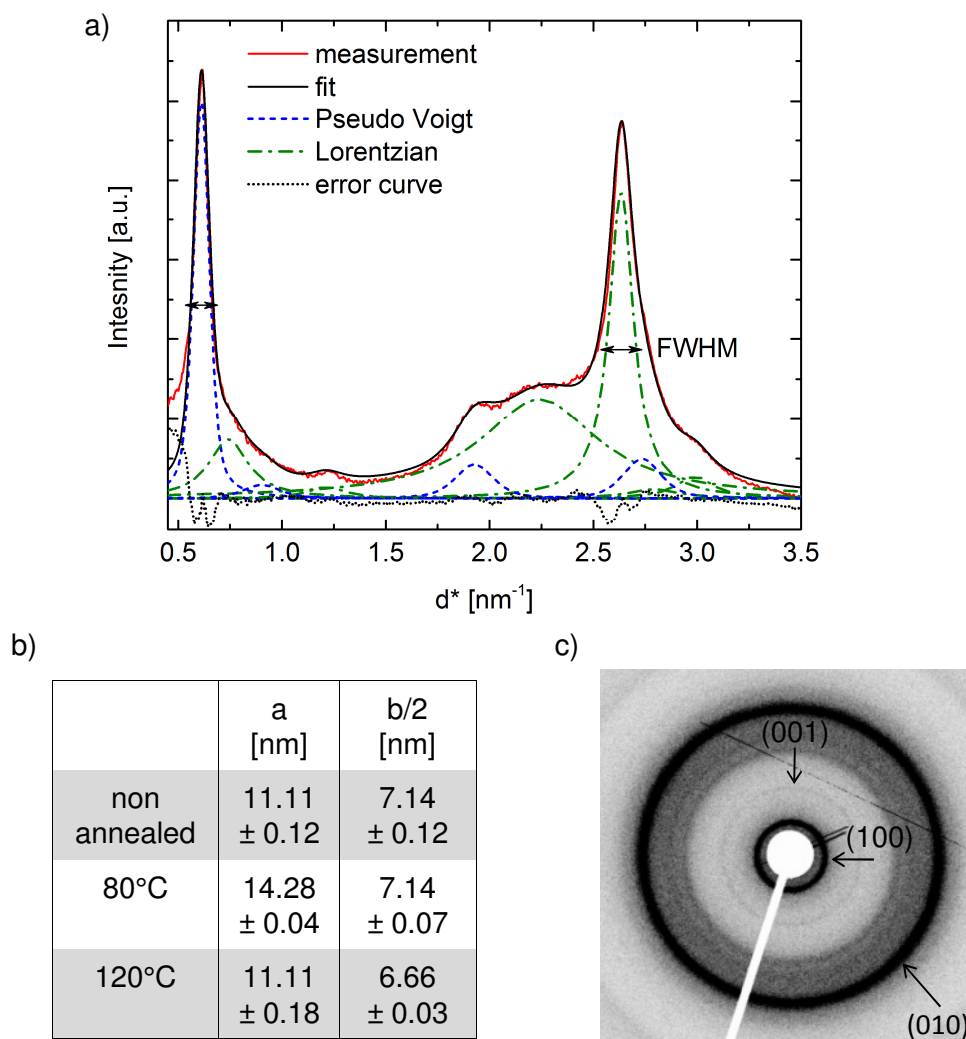 a)
measurement
fit
Pseudo Voigt
Lorentzian
error curve
Intesnity [a.u.]
FWHM
0.5 1.0 1.5 2.0 2.5 3.0 3.5
d* [nm⁻¹]
b)
a b/2
[nm] [nm]
non 11.11 7.14
annealed ± 0.12 ± 0.12
80°C 14.28 7.14
± 0.04 ± 0.07
120°C 11.11 6.66
± 0.18 ± 0.03
c)
(001)
(100)
(010)